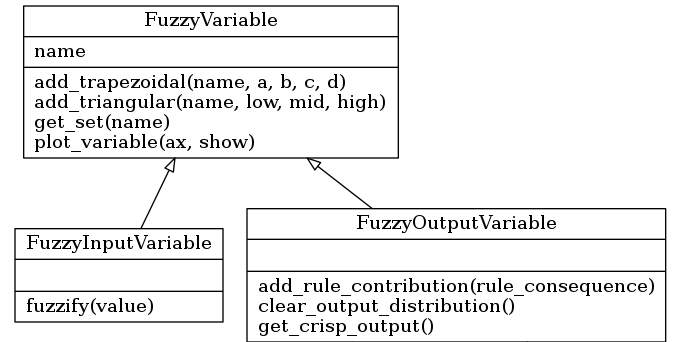 FuzzyVariable
name
add_trapezoidal(name, a, b, c, d)
add_triangular(name, low, mid, high)
get_set(name)
plot_variable(ax, show)
FuzzyInputVariable
fuzzify(value)
FuzzyOutputVariable
add_rule_contribution(rule_consequence)
clear_output_distribution()
get_crisp_output()